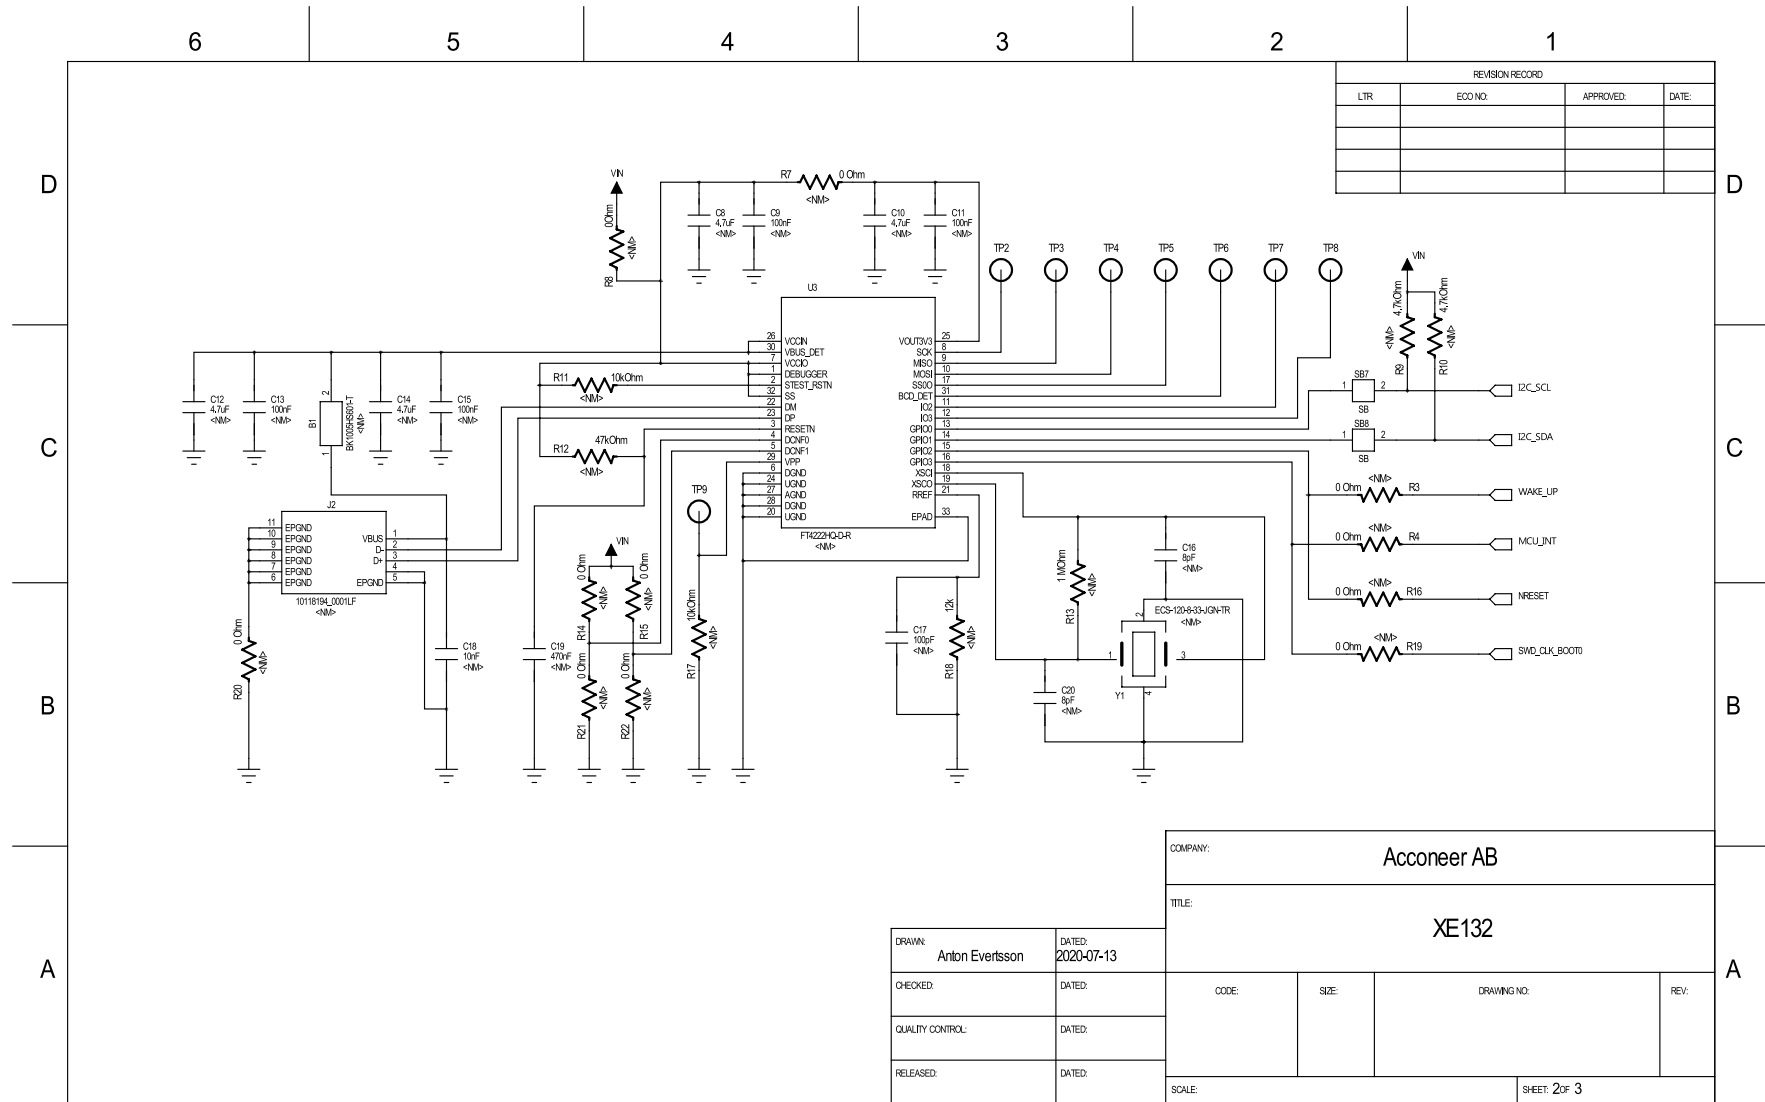 6 5 4 3 2 1
REVISION RECORD
LTR ECO NO: APPROVED: DATE:
D
D
VIN
0Ohm
<NM>
R8
R7 0 Ohm
<NM>
C8
4,7uF
<NM>
C9
100nF
<NM>
C10
4,7uF
<NM>
C11
100nF
<NM>
TP2 TP3 TP4 TP5 TP6 TP7 TP8
VIN
4,7kOhm
<NM>
R9
4,7kOhm
<NM>
R10
U3
26 VCCIN
30 VBUS_DET
7 VCCIO
1 DEBUGGER
2 STEST_RSTN
32 SS
22 DM
23 DP
3 RESETN
4 DCNF0
5 DCNF1
29 VPP
6 DGND
24 UGND
27 AGND
28 DGND
20 UGND
VOUT3V3 25
SCK 8
MISO 9
MOSI 10
SS0O 17
BCD_DET 31
IO2 11
IO3 12
GPIO0 13
GPIO1 14
GPIO2 15
GPIO3 16
XSCI 18
XSCO 19
RREF 21
EPAD 33
FT4222HQ-D-R
<NM>
C
C
C12
4,7uF
<NM>
C13
100nF
<NM>
2
B1
1
BK1005HS601-T
<NM>
C14
4,7uF
<NM>
C15
100nF
<NM>
R11 10kOhm
<NM>
R12 47kOhm
<NM>
SB7
1 2
SB
I2C_SCL
SB8
1 2
SB
I2C_SDA
TP9
J2
11 EPGND
10 EPGND
9 EPGND
8 EPGND
7 EPGND
6 EPGND
VBUS 1
D- 2
D+ 3
4
EPGND 5
10118194_0001LF
<NM>
<NM>
0 Ohm R3 WAKE_UP
<NM>
0 Ohm R4 MCU_INT
<NM>
0 Ohm R16 NRESET
<NM>
0 Ohm R19 SWD_CLK_BOOT0
B
B
0 Ohm
<NM>
R20
C18
10nF
<NM>
C19
470nF
<NM>
VIN
0 Ohm
<NM>
R14
0 Ohm
<NM>
R15
0 Ohm
<NM>
R21
0 Ohm
<NM>
R22
10kOhm
<NM>
R17
C17
100pF
<NM>
12k
<NM>
R18
1 MOhm
<NM>
R13
C16
8pF
<NM>
ECS-120-8-33-JGN-TR
<NM>
2
1 3
4
Y1
C20
8pF
<NM>
A
A
COMPANY:
Acconeer AB
TITLE:
XE132
DRAWN: DATED:
Anton Evertsson 2020-07-13
CHECKED: DATED:
QUALITY CONTROL: DATED:
RELEASED: DATED:
CODE: SIZE: DRAWING NO: REV:
SCALE: SHEET: 2OF 3